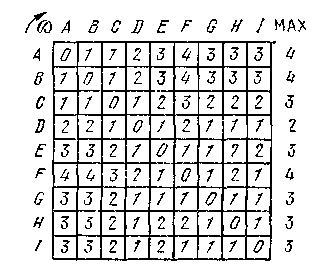 A B C D E F G H I MAX
A 0 1 1 2 3 4 3 3 3 4
B 1 0 1 2 3 4 3 3 3 4
C 1 1 0 1 2 3 2 2 2 3
D 2 2 1 0 1 2 1 1 1 2
E 3 3 2 1 0 1 1 2 2 3
F 4 4 3 2 1 0 1 2 1 4
G 3 3 2 1 1 1 0 1 1 3
H 3 3 2 1 2 2 1 0 1 3
I 3 3 2 1 2 1 1 1 0 3